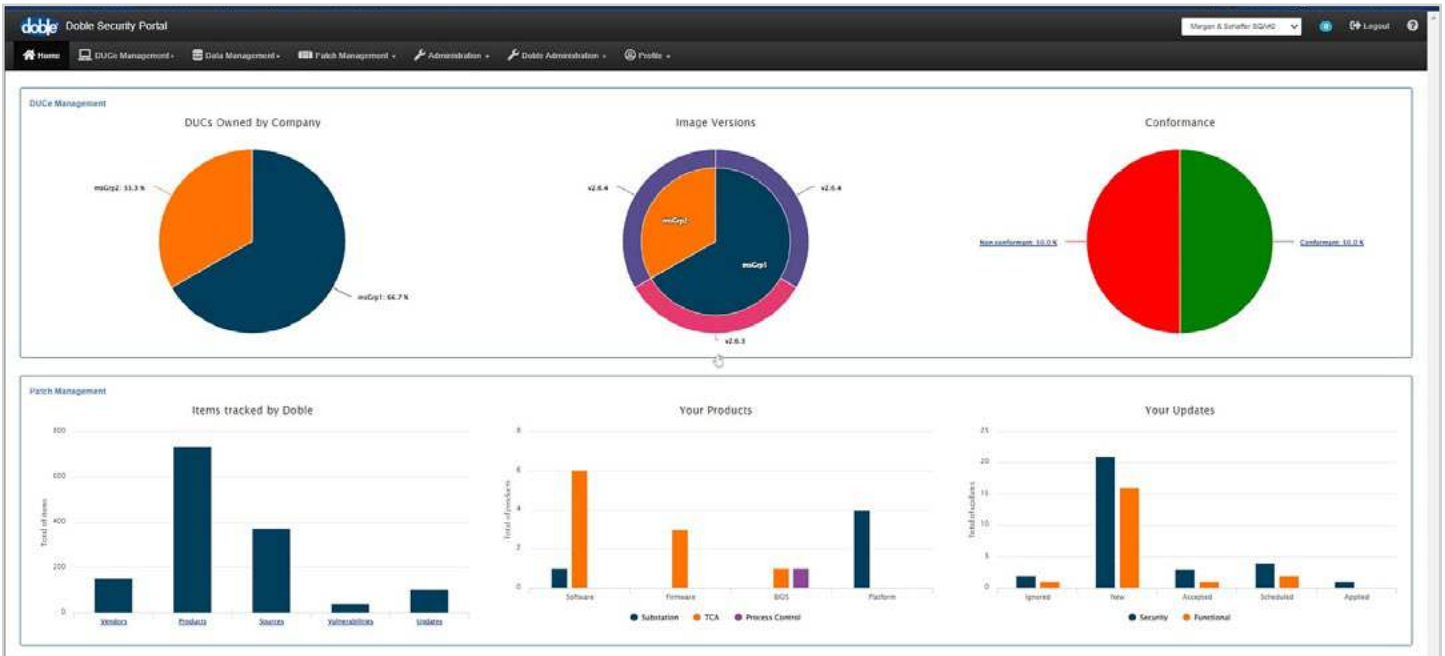 doble Doble Security Portal
Morgan & Schaffer SQA#2
0
Logout
Home
DUCe Management
Data Management
Patch Management
Administration
Doble Administration
Profile
DUCe Management
DUCs Owned by Company
msGrp2: 33.3 %
msGrp1: 66.7 %
Image Versions
v2.6.4
v2.6.4
msGrp2
msGrp1
v2.6.3
Conformance
Non conformant: 50.0 %
Conformant: 50.0 %
Patch Management
Items tracked by Doble
Total of items
800
600
400
200
0
Vendors
Products
Sources
Vulnerabilities
Updates
Your Products
Total of products
8
6
4
2
0
Software
Firmware
BIOS
Platform
Substation
TCA
Process Control
Your Updates
Total of updates
25
20
15
10
5
0
Ignored
New
Accepted
Scheduled
Applied
Security
Functional